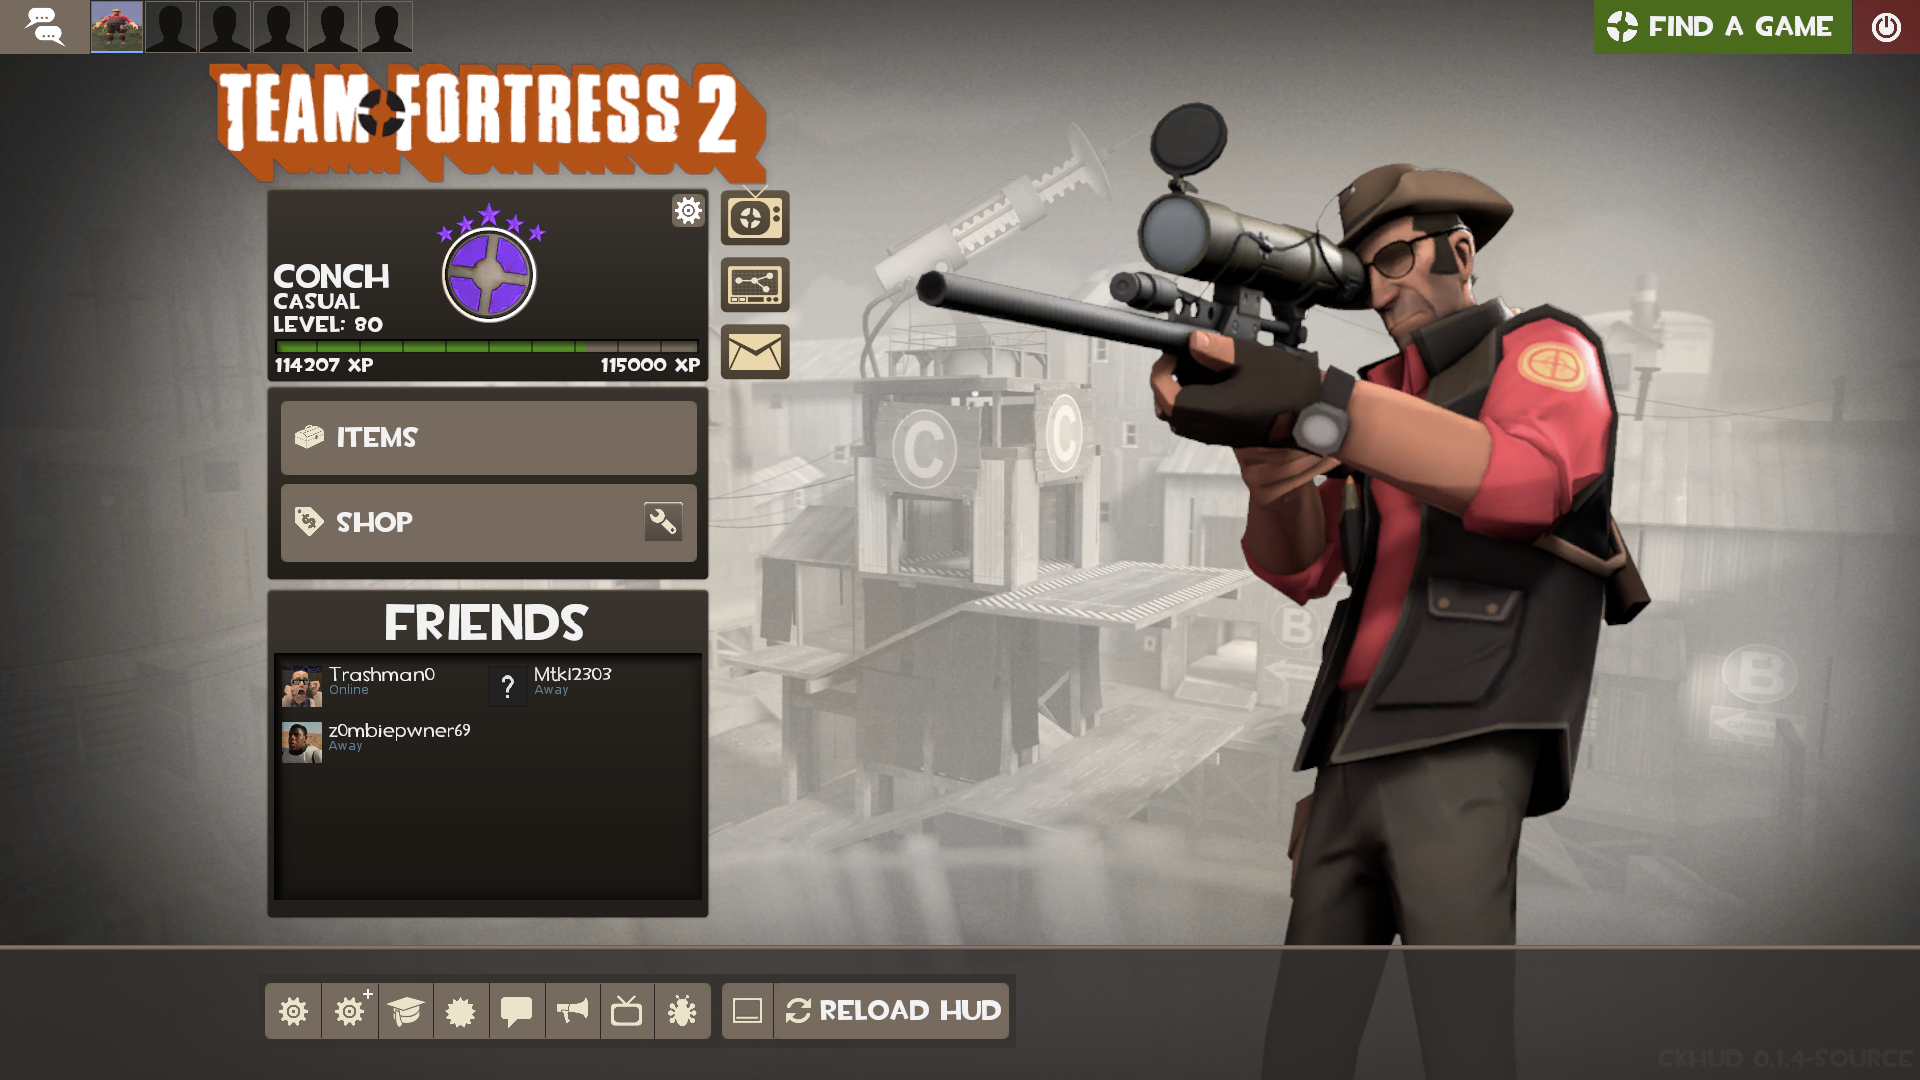 FIND A GAME
TEAM FORTRESS 2
CONCH
CASUAL
LEVEL: 80
114207 XP
115000 XP
ITEMS
SHOP
FRIENDS
Trashman0
Online
Mtk12303
Away
z0mbiepwner69
Away
C
C
B
B
RELOAD HUD
CKHUD 0.1.4-SOURCE